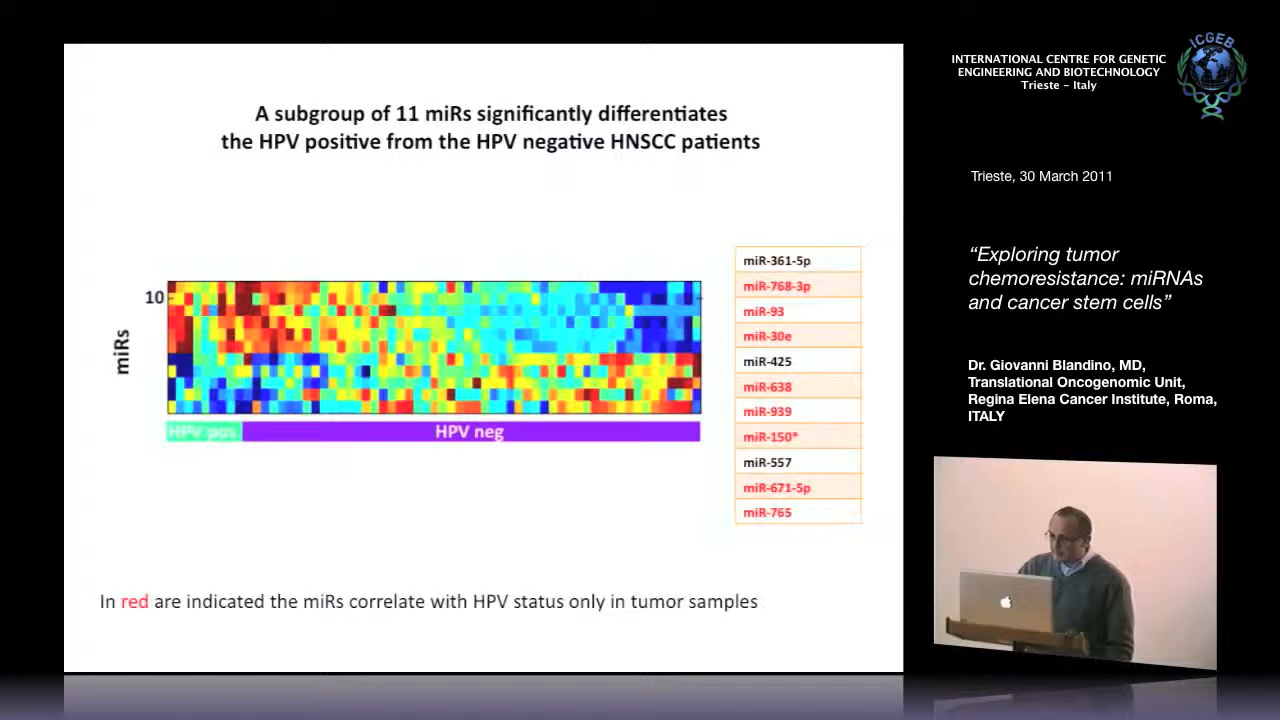 A subgroup of 11 miRs significantly differentiates
the HPV positive from the HPV negative HNSCC patients
10
miRs
HPV pos
HPV neg
miR-361-5p
miR-768-3p
miR-93
miR-30e
miR-425
miR-638
miR-939
miR-150*
miR-557
miR-671-5p
miR-765
In red are indicated the miRs correlate with HPV status only in tumor samples
INTERNATIONAL CENTRE FOR GENETIC
ENGINEERING AND BIOTECHNOLOGY
Trieste - Italy
ICGEB
Trieste, 30 March 2011
“Exploring tumor
chemoresistance: miRNAs
and cancer stem cells”
Dr. Giovanni Blandino, MD,
Translational Oncogenomic Unit,
Regina Elena Cancer Institute, Roma,
ITALY